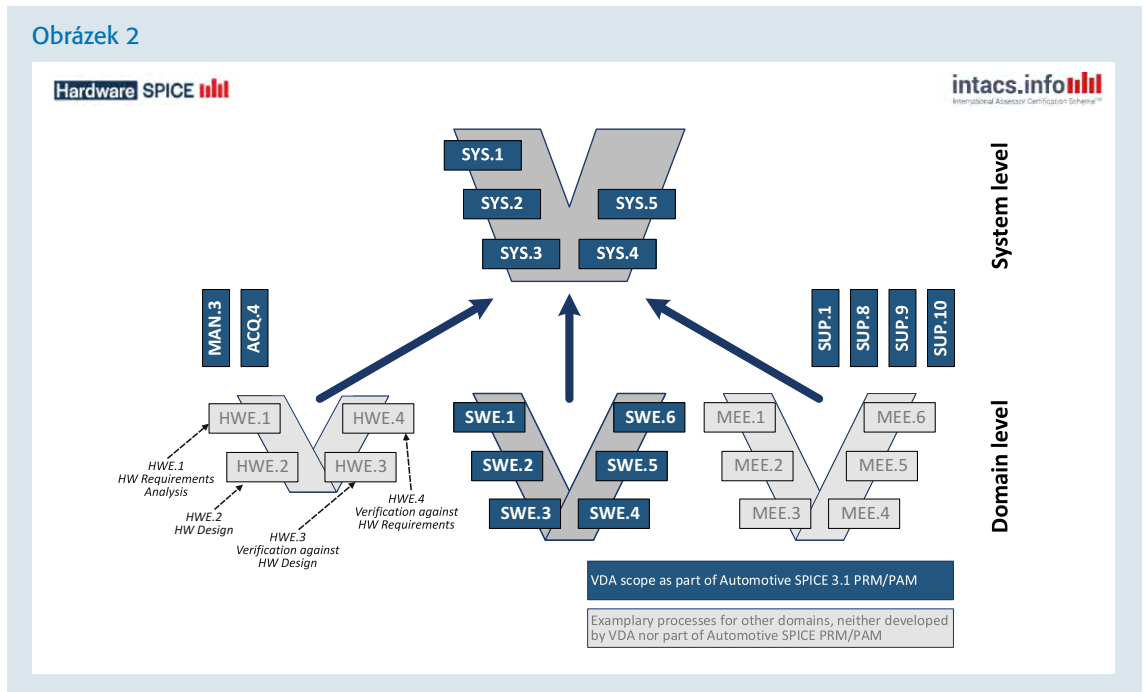 Obrázek 2
Hardware SPICE
intacs.info
International Assessor Certification Scheme™
SYS.1
SYS.2
SYS.5
SYS.3
SYS.4
System level
MAN.3
ACQ.4
SUP.1
SUP.8
SUP.9
SUP.10
HWE.1
HWE.4
HWE.2
HWE.3
HWE.1
HW Requirements
Analysis
HWE.2
HW Design
HWE.3
Verification against
HW Design
HWE.4
Verification against
HW Requirements
SWE.1
SWE.6
SWE.2
SWE.5
SWE.3
SWE.4
MEE.1
MEE.6
MEE.2
MEE.5
MEE.3
MEE.4
Domain level
VDA scope as part of Automotive SPICE 3.1 PRM/PAM
Examplary processes for other domains, neither developed
by VDA nor part of Automotive SPICE PRM/PAM